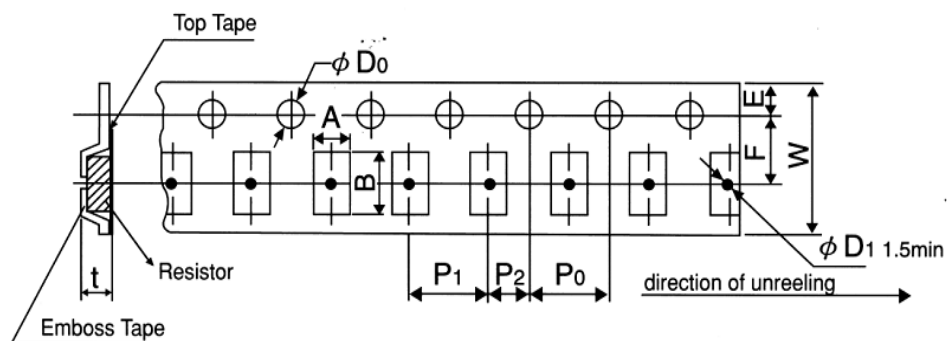 Top Tape
ϕ D0
A
B
E
F
W
t
Resistor
Emboss Tape
P1
P2
P0
ϕ D1 1.5min
direction of unreeling